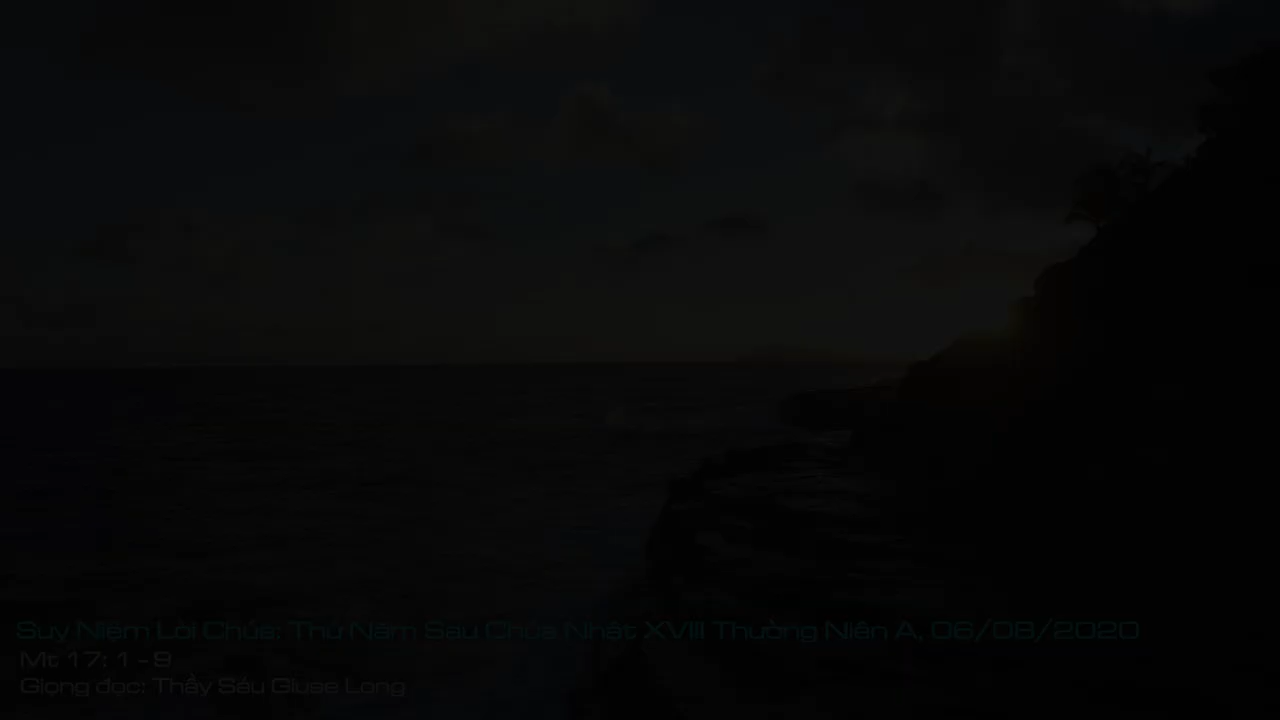 Suy Niệm Lời Chúa: Thứ Năm Sau Chúa Nhật XVIII Thường Niên A, 06/08/2020
Mt 17: 1 - 9
Giọng đọc: Thầy Sáu Giuse Long